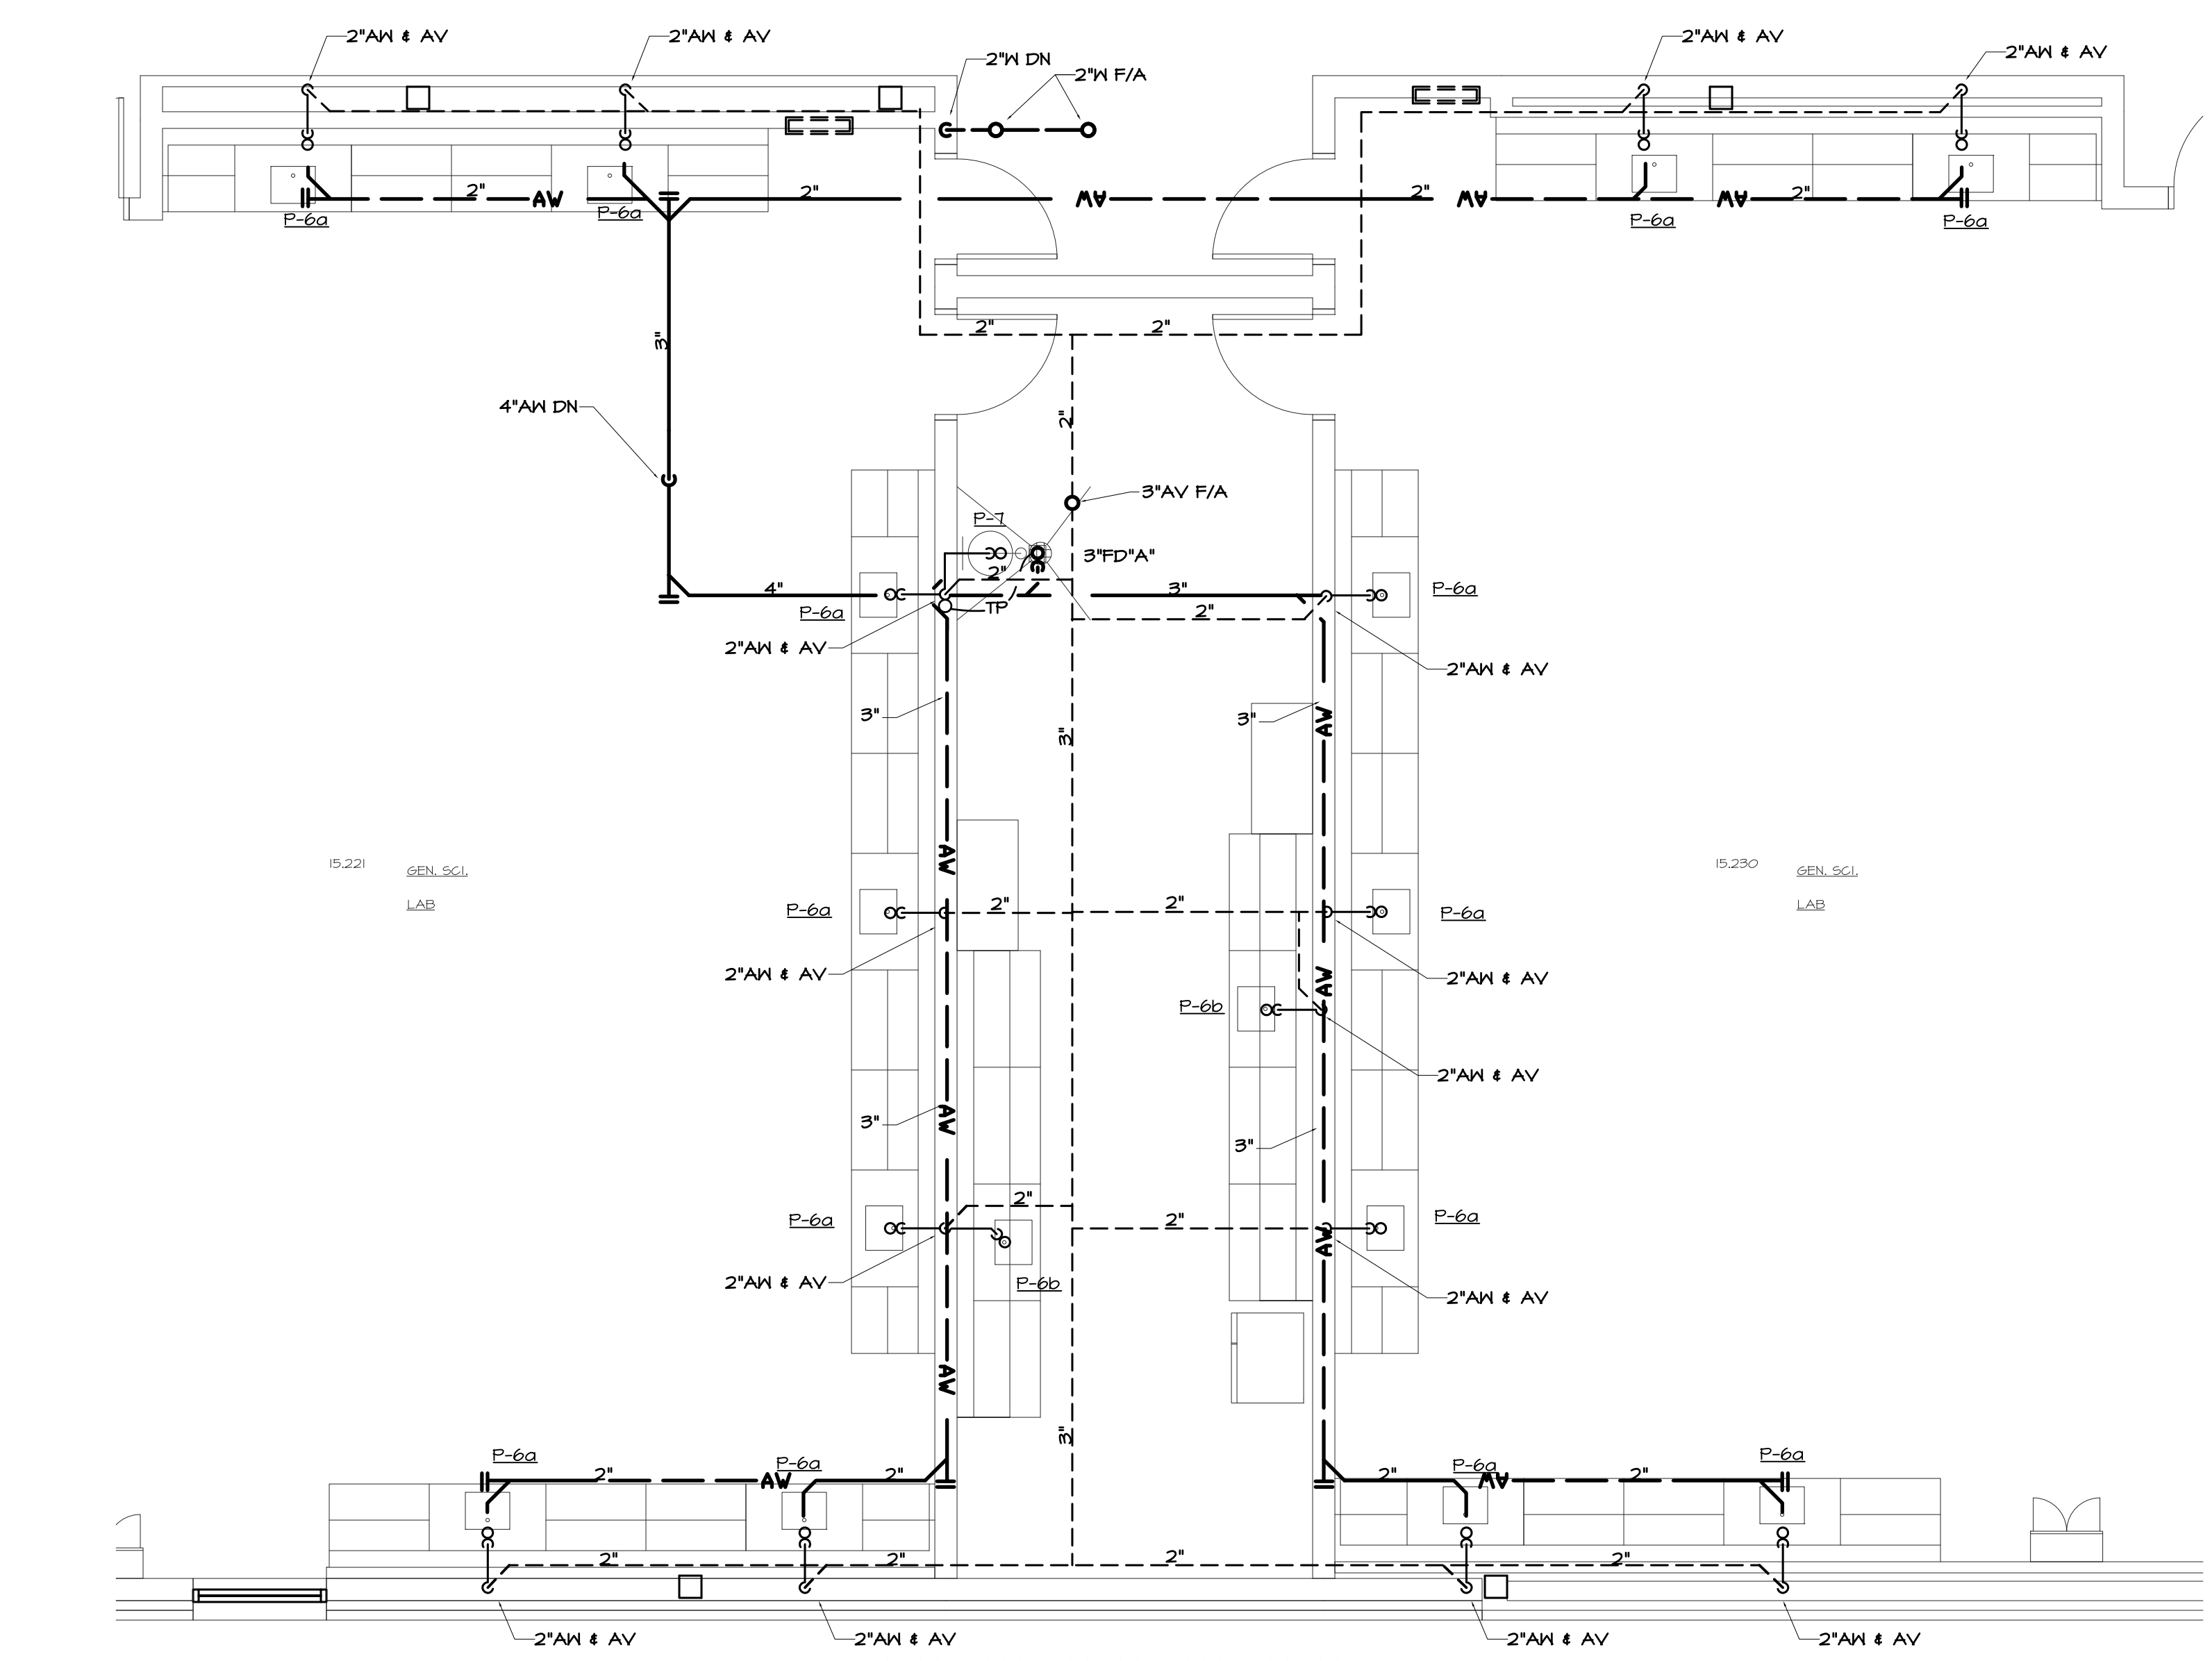 2"AW & AV
2"AW & AV
2"AW & AV
2"AW & AV
2"W DN
2"W F/A
2"
AW
2"
AW
2"
AW
AW
2"
P-6a
P-6a
P-6a
P-6a
2"
2"
3"
4"AW DN
2"
3"AV F/A
P-7
3"FD"A"
2"
4"
TP
3"
2"
P-6a
P-6a
2"AW & AV
2"AW & AV
3"
3"
AW
3"
AW
15.221
GEN. SCI.
LAB
15.230
GEN. SCI.
LAB
P-6a
2"
2"
P-6a
2"AW & AV
AW
2"AW & AV
P-6b
2"AW & AV
3"
AW
3"
P-6a
2"
2"
P-6a
AW
2"AW & AV
P-6b
2"AW & AV
AW
3"
P-6a
P-6a
P-6a
P-6a
2"
AW
2"
2"
AW
2"
2"
2"
2"
2"
2"AW & AV
2"AW & AV
2"AW & AV
2"AW & AV